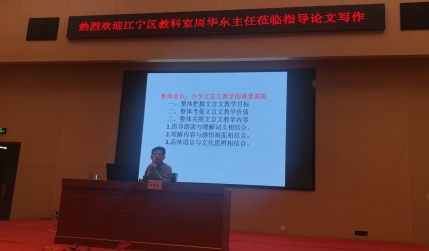 热烈欢迎江宁区教科室周华东主任莅临指导论文写作
整体意识：小学文言文教学的重要前提
一、整体把握文言文教学目标
二、整体考量文言文教学价值
三、整体关照文言文教学内容
1.指导朗读与理解词义相结合。
2.理解内容与感悟画面相结合。
3.品味语言与文化思辨相结合。